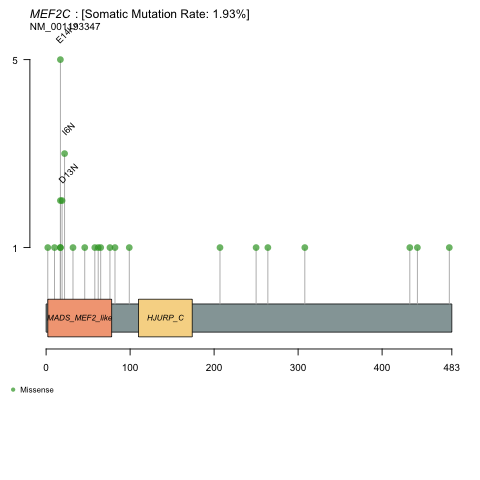 MEF2C : [Somatic Mutation Rate: 1.93%]
NM_001193347
I6N
D13N
5
1
MADS_MEF2_like
HJURP_C
0
100
200
300
400
483
Missense